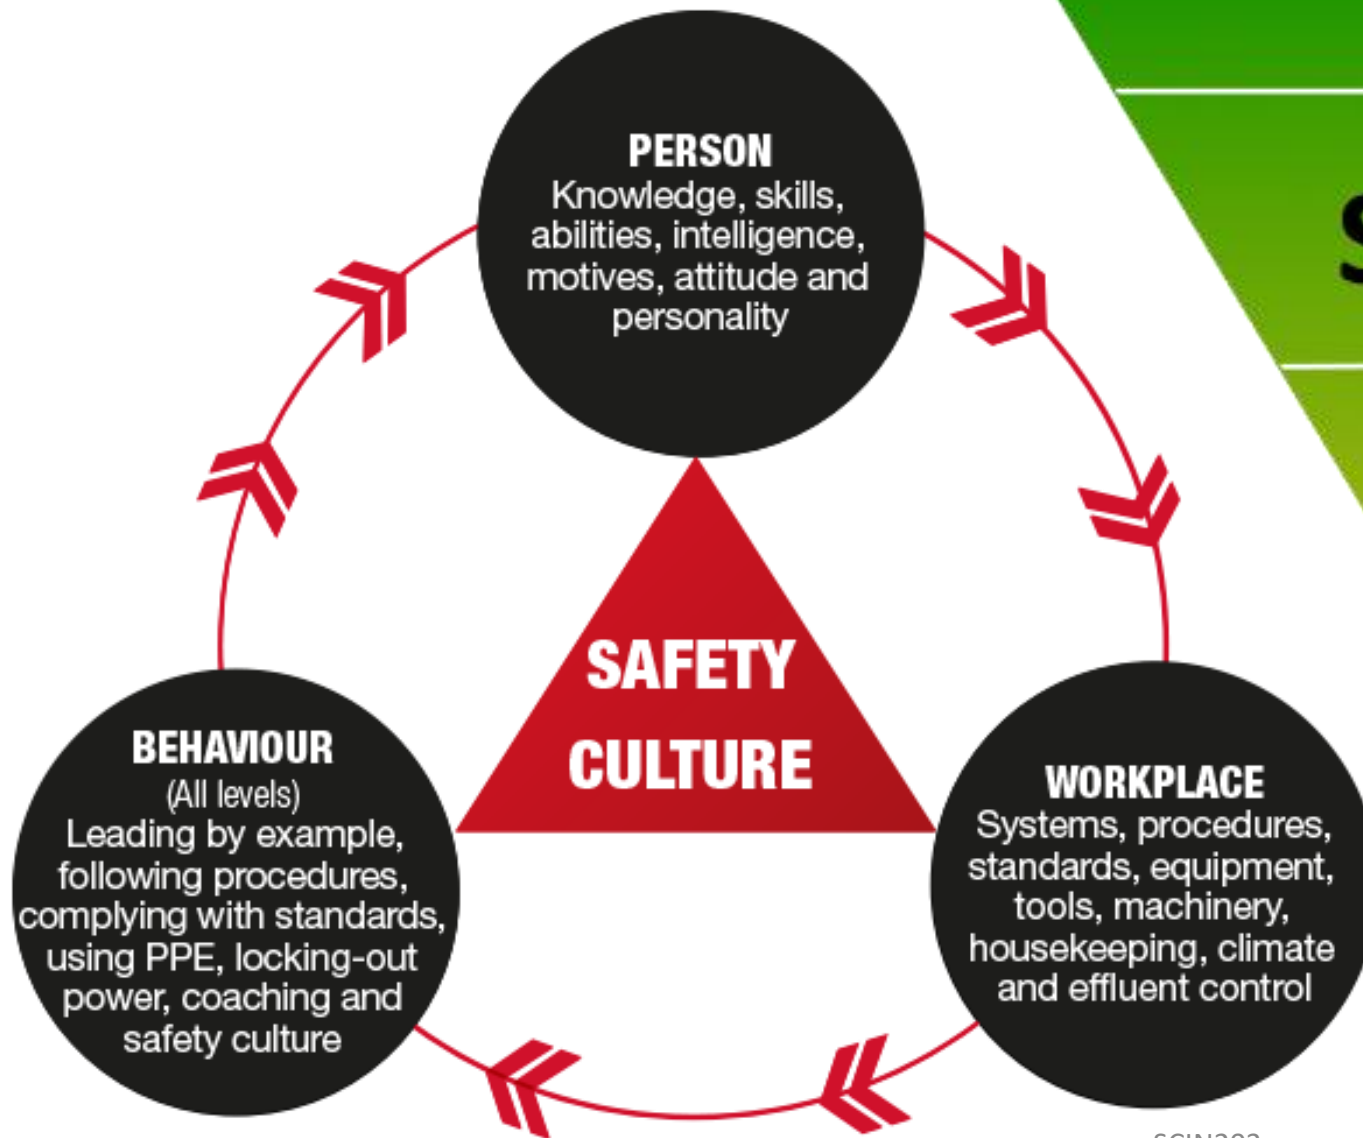 PERSON
Knowledge, skills,
abilities, intelligence,
motives, attitude and
personality
SAFETY
CULTURE
BEHAVIOUR
(All levels)
Leading by example,
following procedures,
complying with standards,
using PPE, locking-out
power, coaching and
safety culture
WORKPLACE
Systems, procedures,
standards, equipment,
tools, machinery,
housekeeping, climate
and effluent control